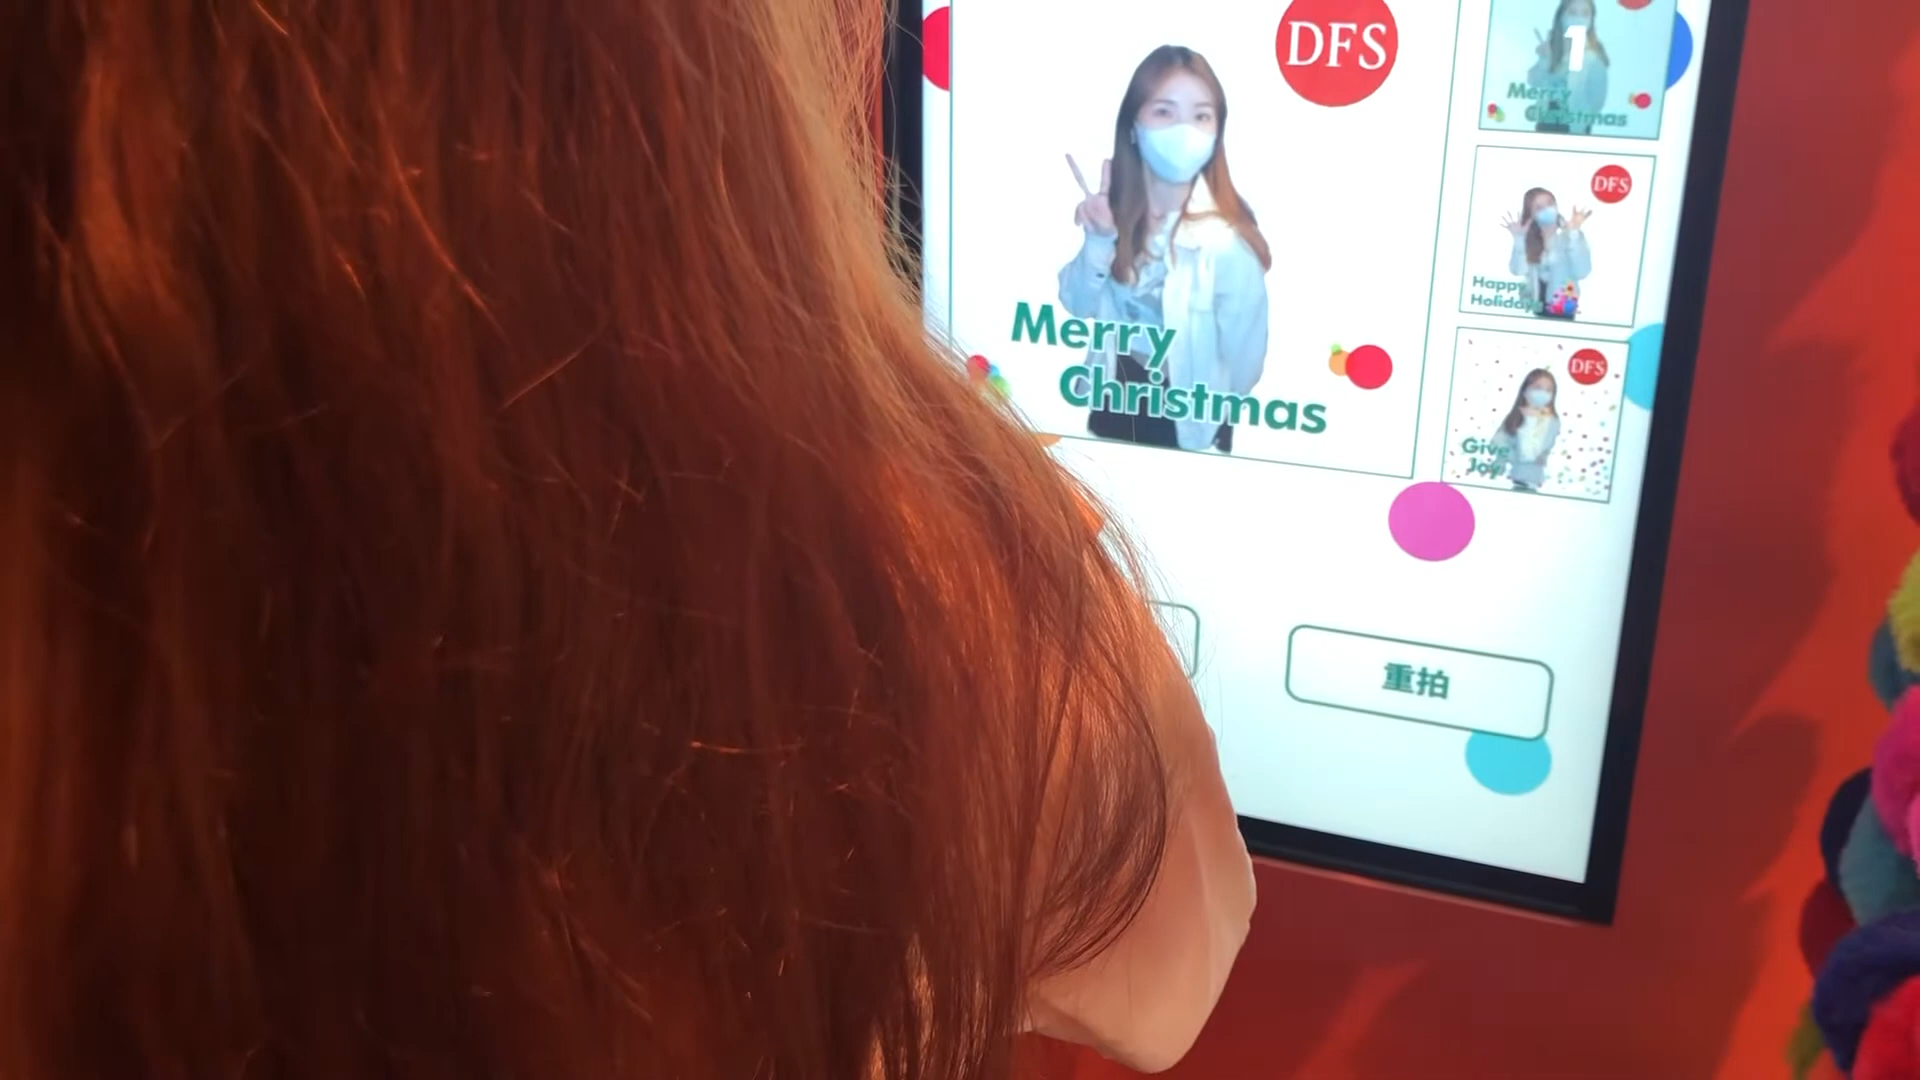 DFS
Merry
Christmas
1
Merry
Christmas
DFS
Happy
Holidays
DFS
Give
Joy
重拍